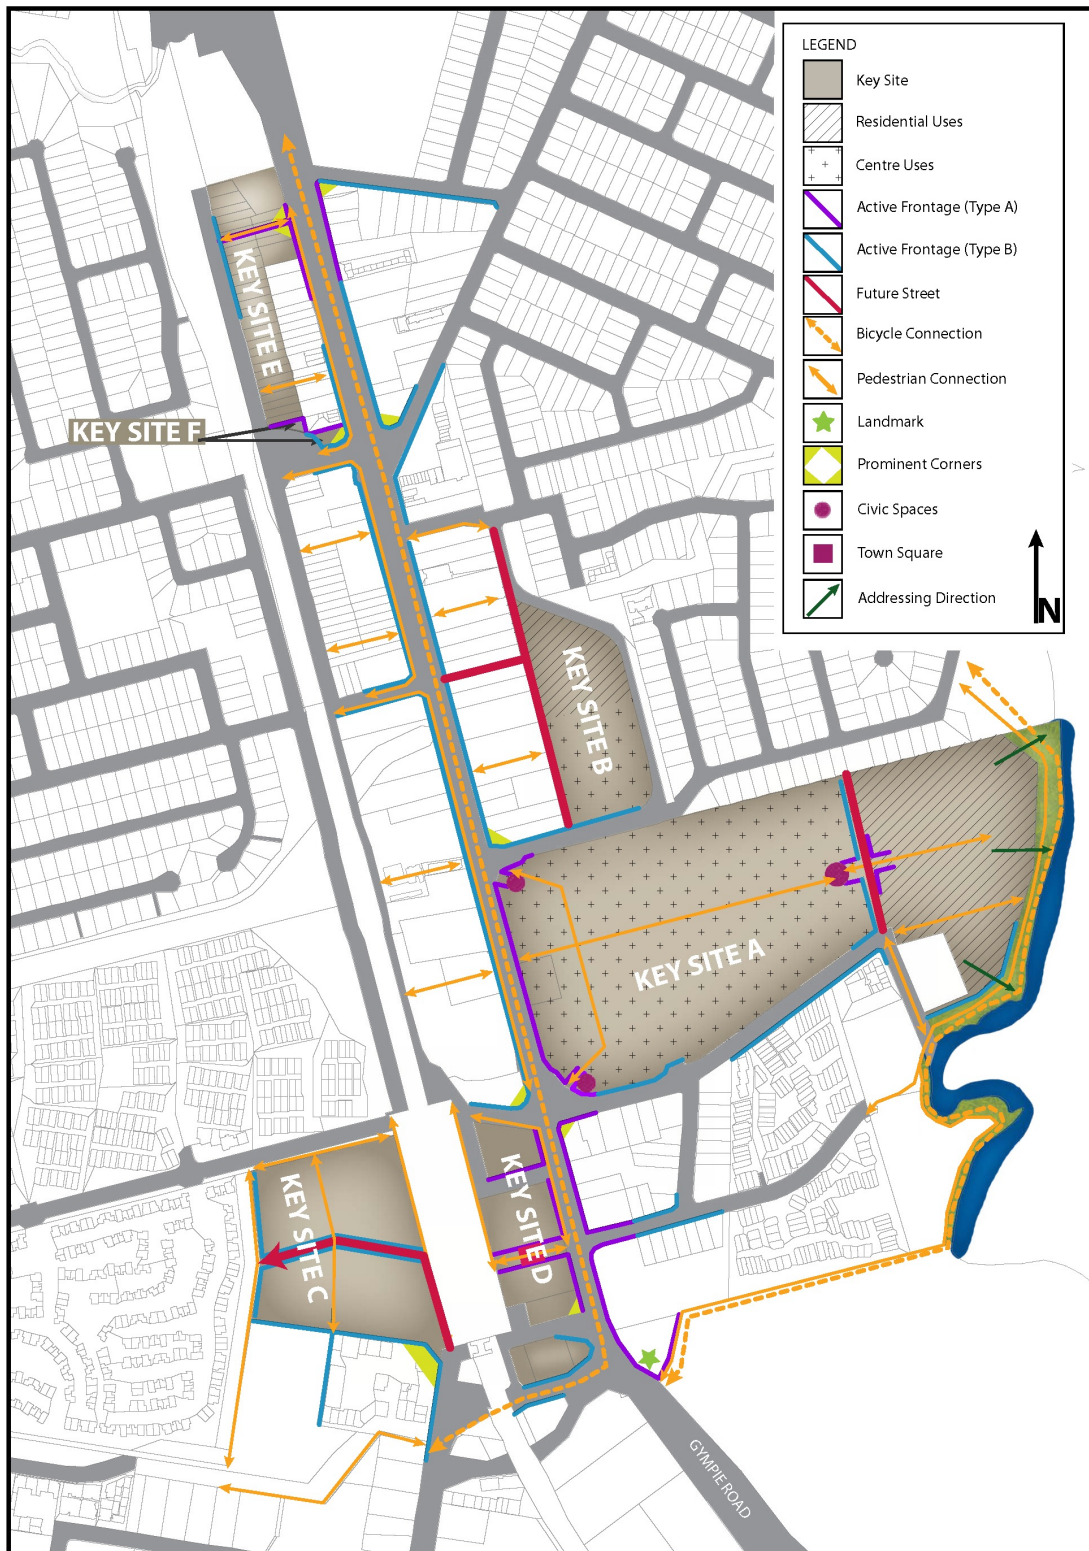 LEGEND
Key Site
Residential Uses
Centre Uses
Active Frontage (Type A)
Active Frontage (Type B)
Future Street
Bicycle Connection
Pedestrian Connection
Landmark
Prominent Corners
Civic Spaces
Town Square
Addressing Direction
N
KEY SITE E
KEY SITE F
KEY SITE B
KEY SITE A
KEY SITE D
KEY SITE C
GYMPIE ROAD